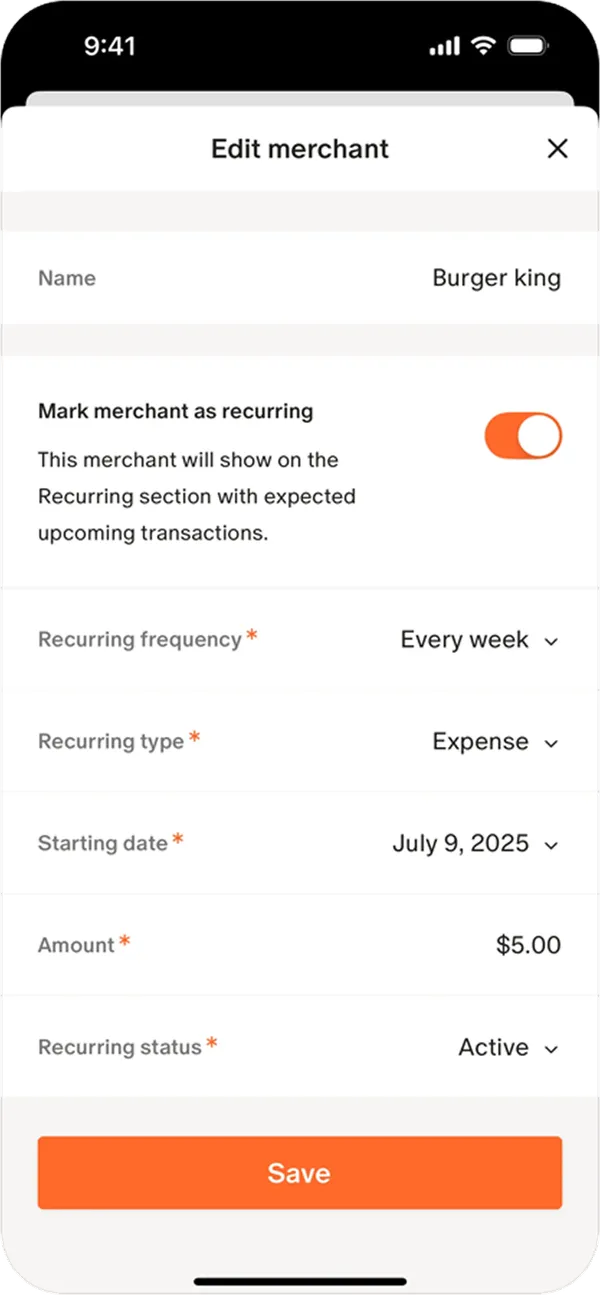 9:41
Edit merchant
Name
Burger king
Mark merchant as recurring
This merchant will show on the
Recurring section with expected
upcoming transactions.
Recurring frequency*
Every week
Recurring type*
Expense
Starting date*
July 9, 2025
Amount*
$5.00
Recurring status*
Active
Save